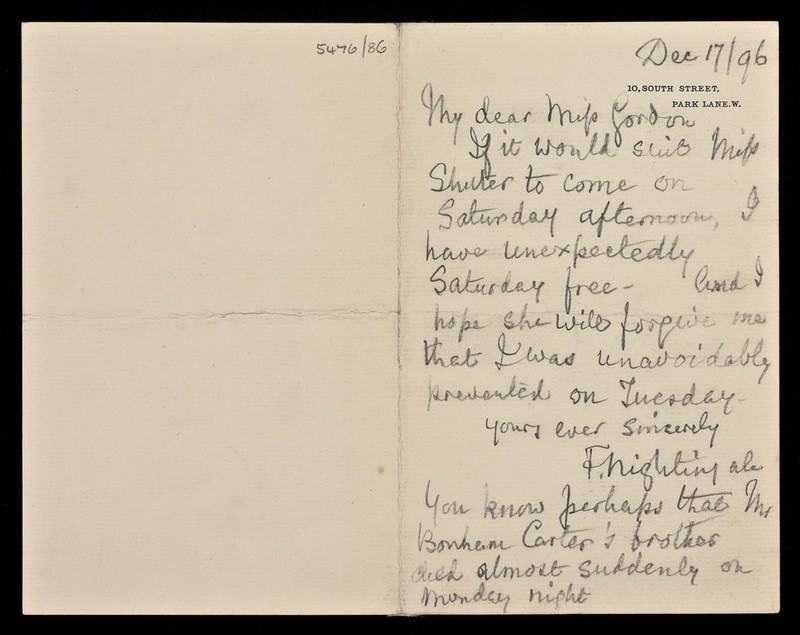 5476/86
Dec 17/96
10, SOUTH STREET,
PARK LANE. W.
My dear Miss Gordon
If it would suit Miss
Shutter to come on
Saturday afternoon, I
have unexpectedly
Saturday free - And I
hope she will forgive me
that I was unavoidably
prevented on Tuesday -
yours ever sincerely
F. Nightingale
You know perhaps that Mr
Bonham Carter's brother
died almost suddenly on
Monday night